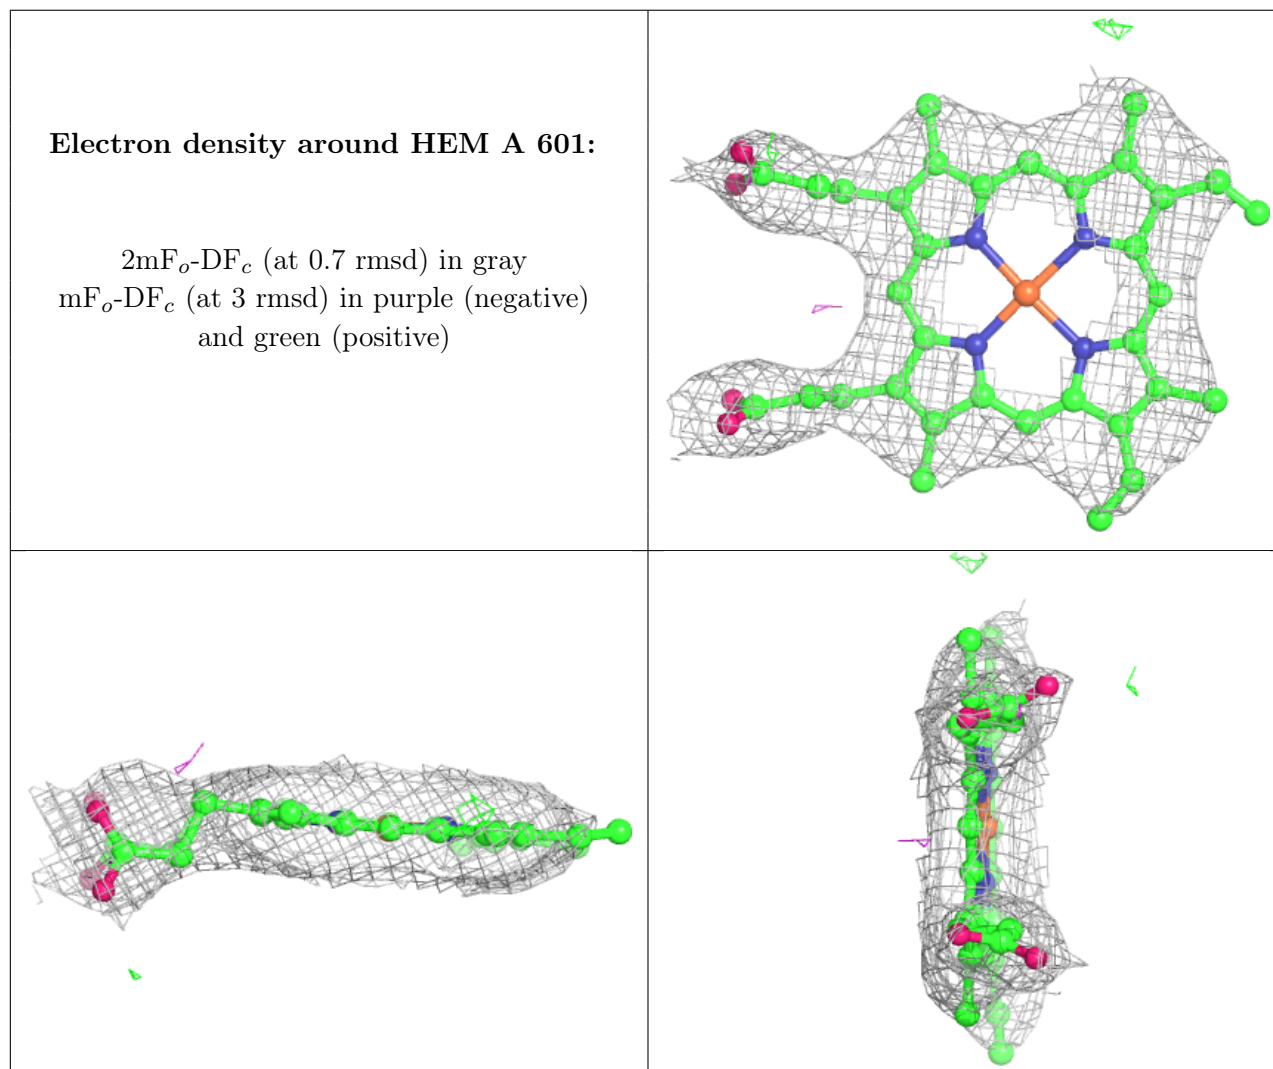 Electron density around HEM A 601:
2mFo-DFc (at 0.7 rmsd) in gray
mFo-DFc (at 3 rmsd) in purple (negative)
and green (positive)